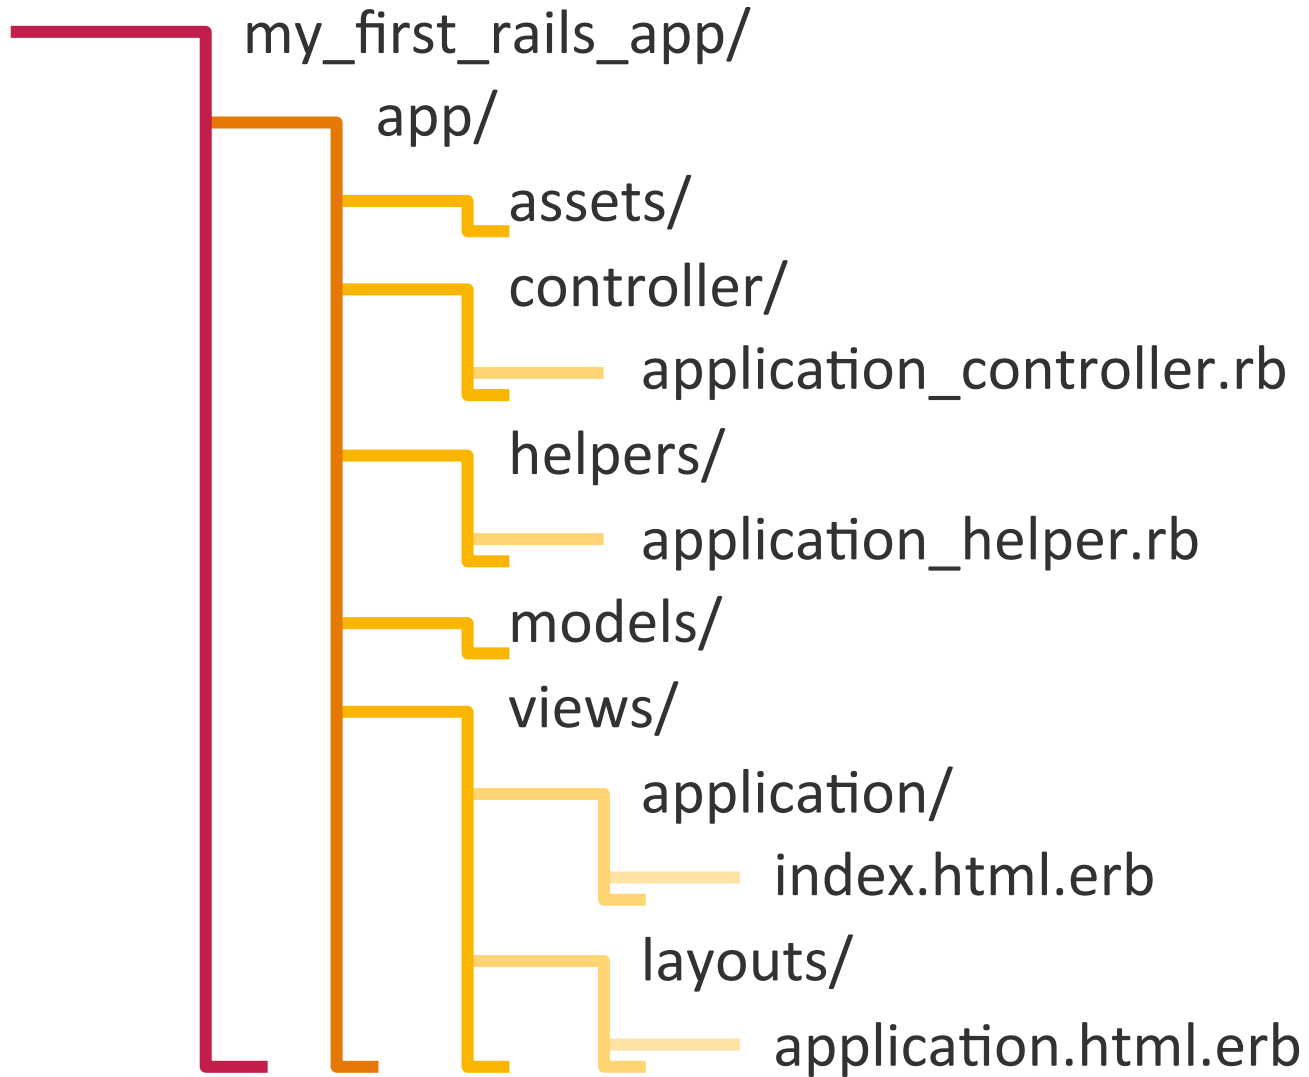 my_first_rails_app/
app/
assets/
controller/
application_controller.rb
helpers/
application_helper.rb
models/
views/
application/
index.html.erb
layouts/
application.html.erb